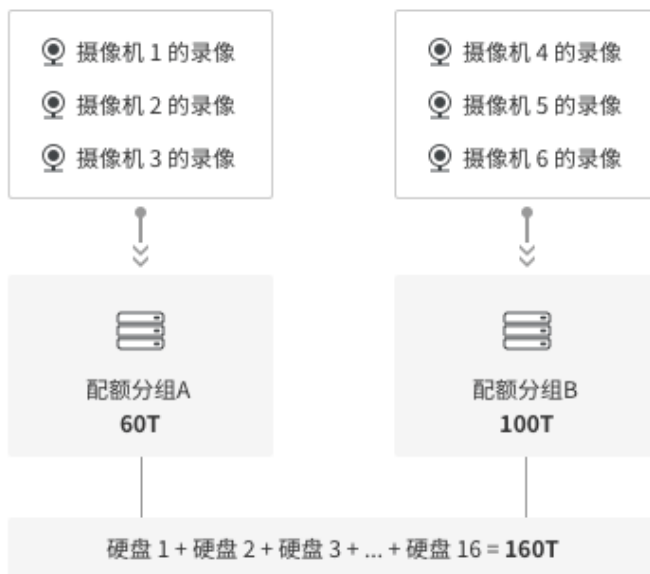 摄像机 1 的录像
摄像机 2 的录像
摄像机 3 的录像
摄像机 4 的录像
摄像机 5 的录像
摄像机 6 的录像
配额分组A
60T
配额分组B
100T
硬盘 1 + 硬盘 2 + 硬盘 3 + ... + 硬盘 16 = 160T